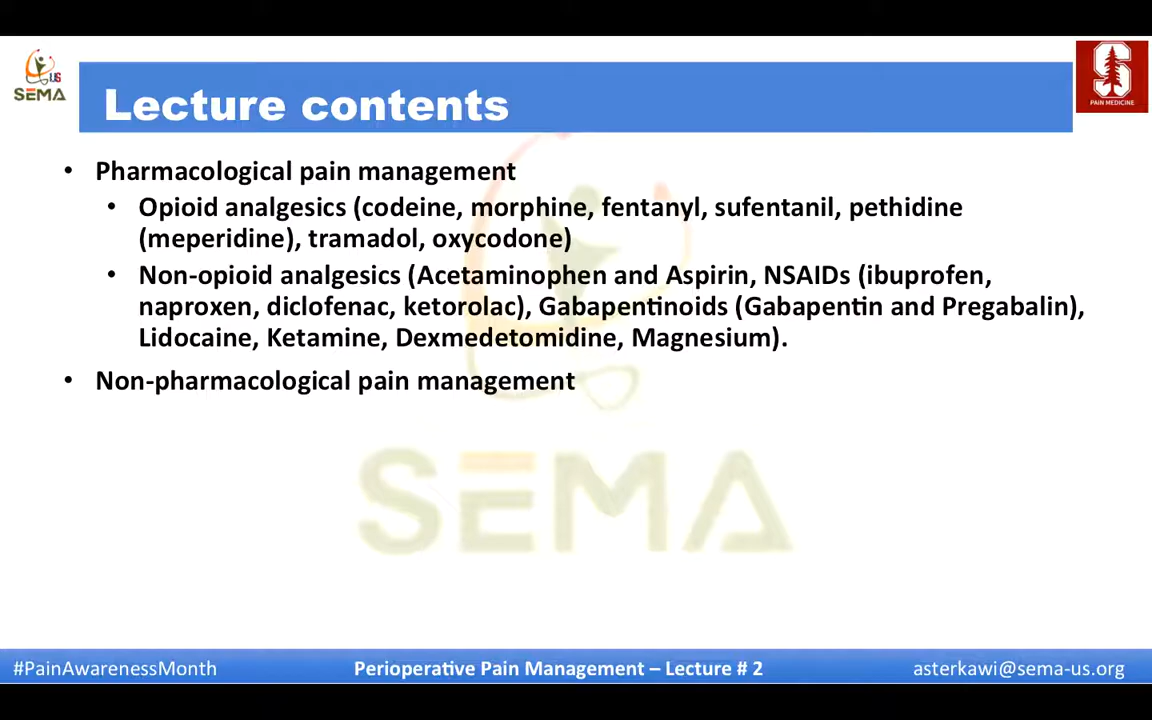 US
SEMA
Lecture contents
S
PAIN MEDICINE
• Pharmacological pain management
• Opioid analgesics (codeine, morphine, fentanyl, sufentanil, pethidine
(meperidine), tramadol, oxycodone)
• Non-opioid analgesics (Acetaminophen and Aspirin, NSAIDs (ibuprofen,
naproxen, diclofenac, ketorolac), Gabapentinoids (Gabapentin and Pregabalin),
Lidocaine, Ketamine, Dexmedetomidine, Magnesium).
• Non-pharmacological pain management
SEMA
#PainAwarenessMonth
Perioperative Pain Management – Lecture # 2
asterkawi@sema-us.org